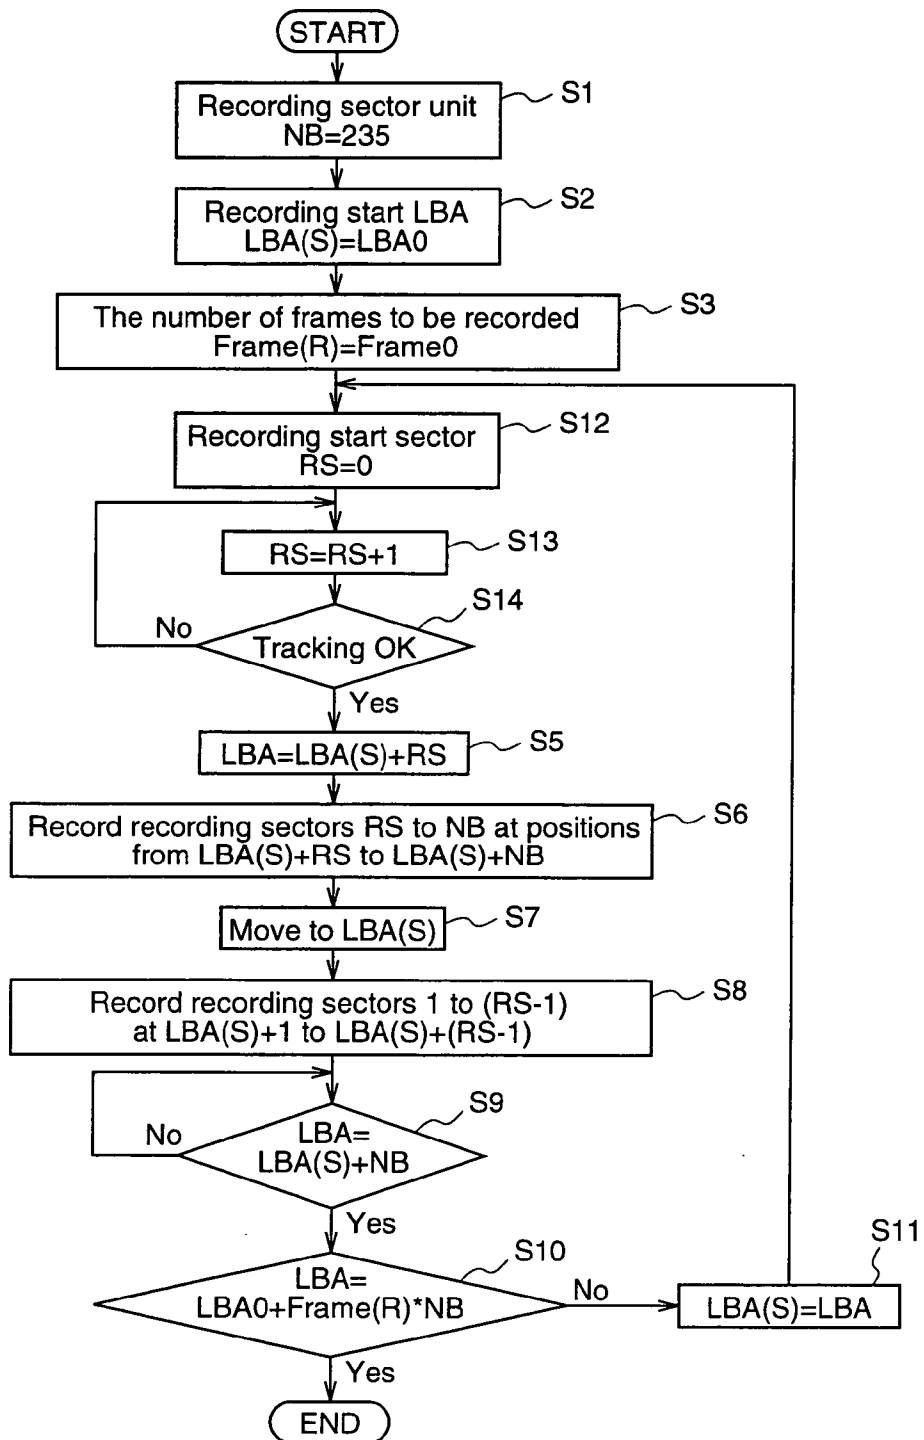 START
S1
Recording sector unit
NB=235
S2
Recording start LBA
LBA(S)=LBA0
S3
The number of frames to be recorded
Frame(R)=Frame0
S12
Recording start sector
RS=0
S13
RS=RS+1
S14
No
Tracking OK
Yes
S5
LBA=LBA(S)+RS
S6
Record recording sectors RS to NB at positions
from LBA(S)+RS to LBA(S)+NB
S7
Move to LBA(S)
S8
Record recording sectors 1 to (RS-1)
at LBA(S)+1 to LBA(S)+(RS-1)
S9
No
LBA=
LBA(S)+NB
Yes
S10
S11
LBA=
LBA0+Frame(R)*NB
No
LBA(S)=LBA
Yes
END